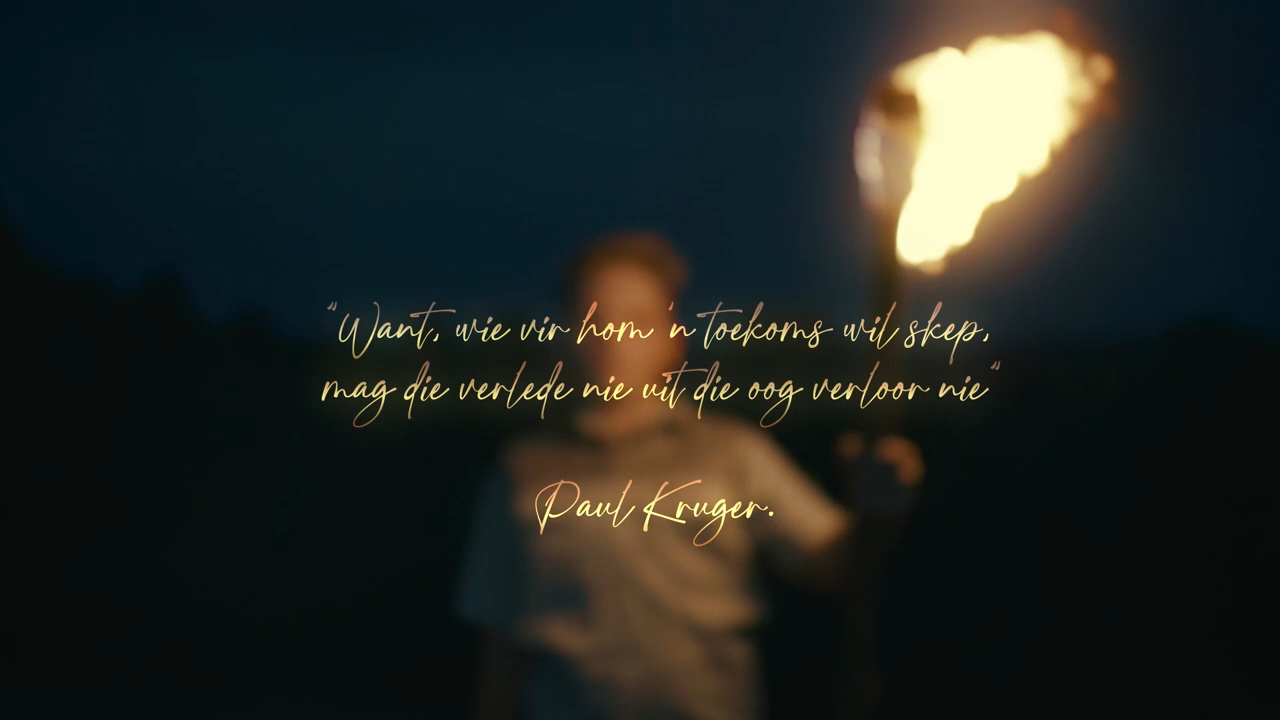 "Want, wie vir hom 'n toekoms wil skep,
mag die verlede nie uit die oog verloor nie"
Paul Kruger.